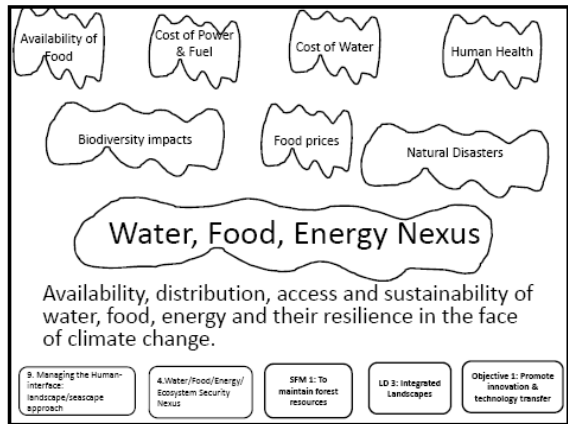 Availability of
Food
Cost of Power
& Fuel
Cost of Water
Human Health
Biodiversity impacts
Food prices
Natural Disasters
Water, Food, Energy Nexus
Availability, distribution, access and sustainability of
water, food, energy and their resilience in the face
of climate change.
9. Managing the Human-
interface:
landscape/seascape
approach
4.Water/Food/Energy/
Ecosystem Security
Nexus
SFM 1: To
maintain forest
resources
LD 3: Integrated
Landscapes
Objective 1: Promote
innovation &
technology transfer